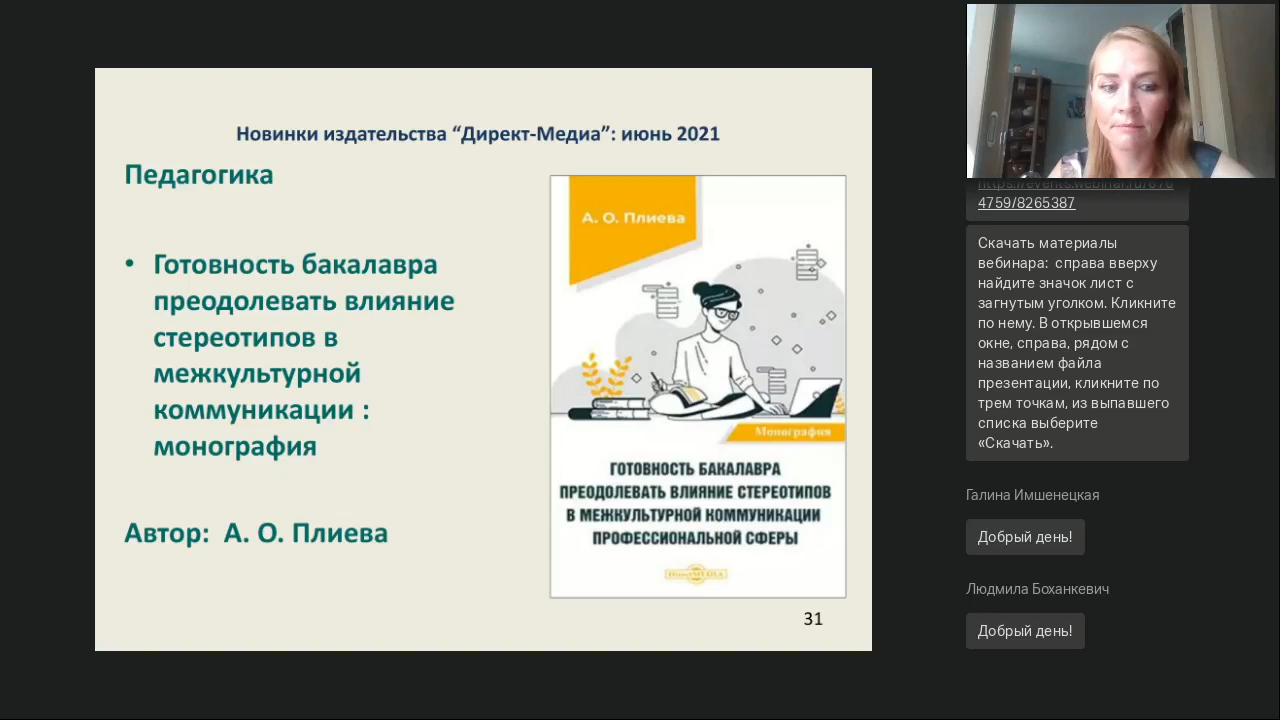 Новинки издательства “Директ-Медиа”: июнь 2021
Педагогика
• Готовность бакалавра
преодолевать влияние
стереотипов в
межкультурной
коммуникации :
монография
Автор: А. О. Плиева
А. О. Плиева
Монография
ГОТОВНОСТЬ БАКАЛАВРА
ПРЕОДОЛЕВАТЬ ВЛИЯНИЕ СТЕРЕОТИПОВ
В МЕЖКУЛЬТУРНОЙ КОММУНИКАЦИИ
ПРОФЕССИОНАЛЬНОЙ СФЕРЫ
DirectMEDIA
31
4759/8265387
Скачать материалы
вебинара: справа вверху
найдите значок лист с
загнутым уголком. Кликните
по нему. В открывшемся
окне, справа, рядом с
названием файла
презентации, кликните по
трем точкам, из выпавшего
списка выберите
«Скачать».
Галина Имшенецкая
Добрый день!
Людмила Боханкевич
Добрый день!